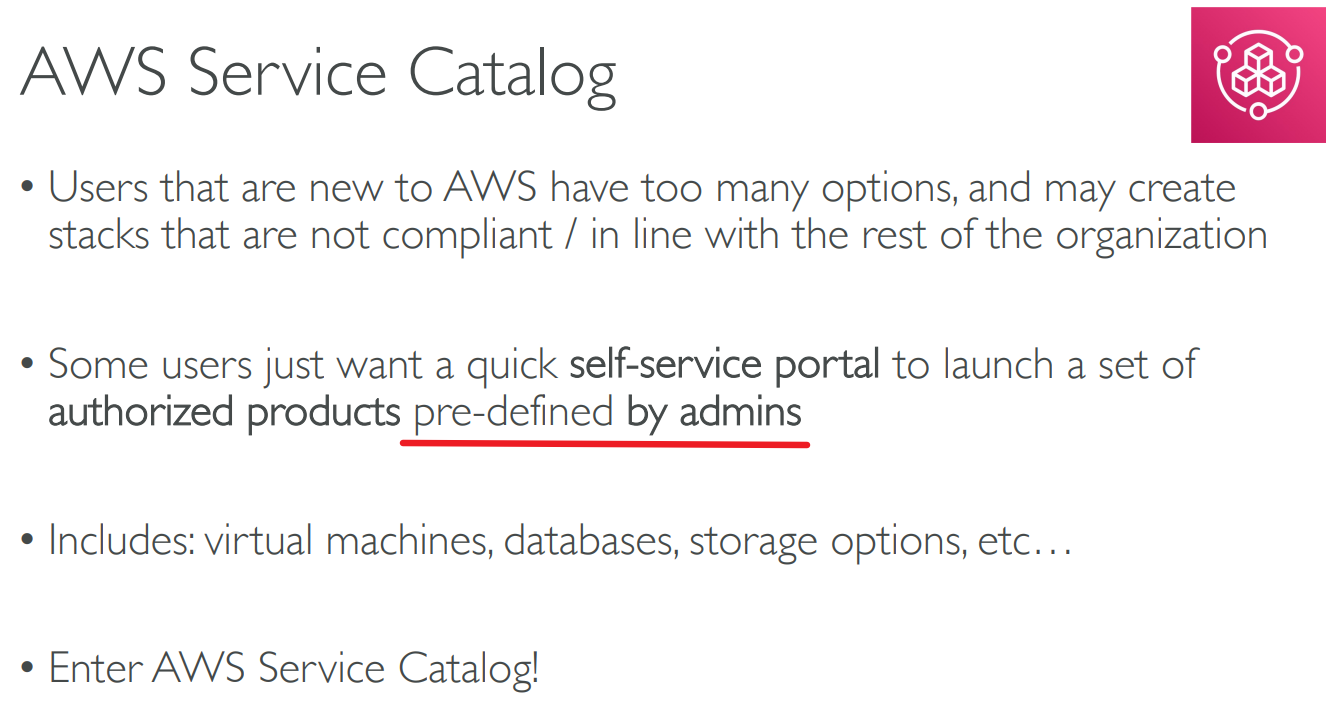 AWS Service Catalog
• Users that are new to AWS have too many options, and may create
stacks that are not compliant / in line with the rest of the organization
• Some users just want a quick self-service portal to launch a set of
authorized products pre-defined by admins
• Includes: virtual machines, databases, storage options, etc…
• Enter AWS Service Catalog!